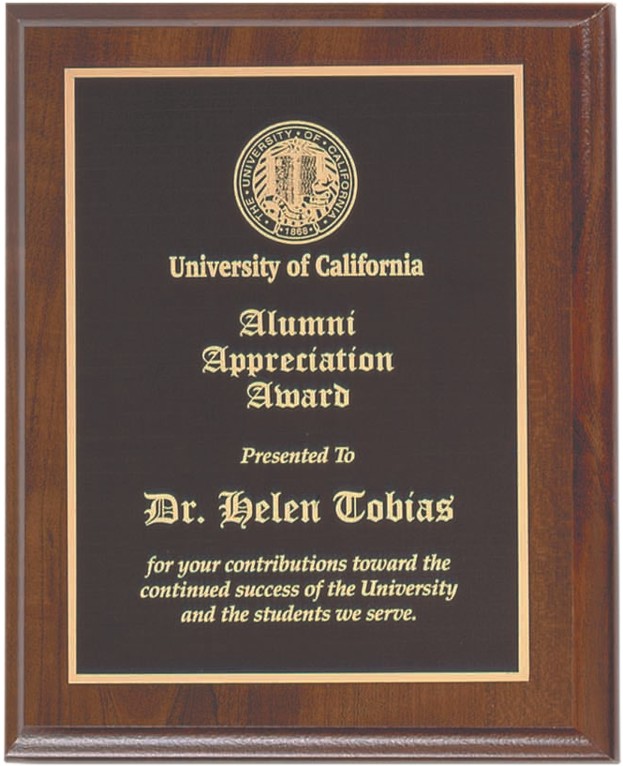 THE · UNIVERSITY · OF · CALIFORNIA
· 1868 ·
University of California
Alumni
Appreciation
Award
Presented To
Dr. Helen Tobias
for your contributions toward the
continued success of the University
and the students we serve.